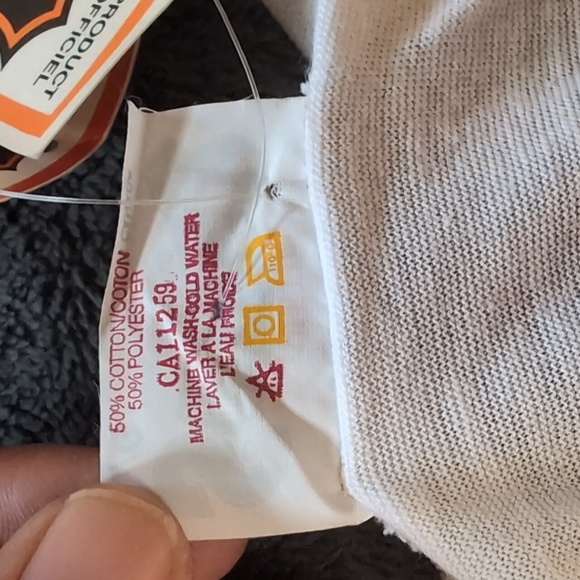 PRODUCT
OFFICIEL
50% COTTON/COTON
50% POLYESTER
CA11259
MACHINE WASH COLD WATER
LAVER A LA MACHINE
L'EAU FROIDE